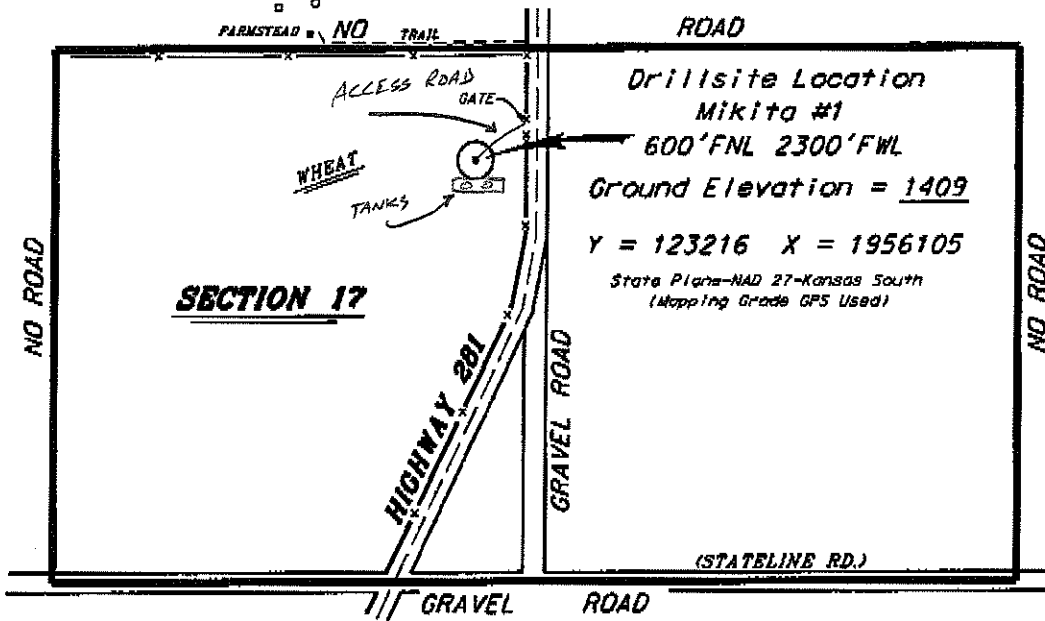 FARMSTEAD NO TRAIL ROAD
ACCESS ROAD
GATE
Drillsite Location
Mikita #1
600'FNL 2300'FWL
WHEAT
TANKS
Ground Elevation = 1409
Y = 123216 X = 1956105
State Plane-NAD 27-Kansas South
(Mapping Grade GPS Used)
NO ROAD
SECTION 17
NO ROAD
HIGHWAY 281
GRAVEL ROAD
(STATELINE RD.)
GRAVEL ROAD